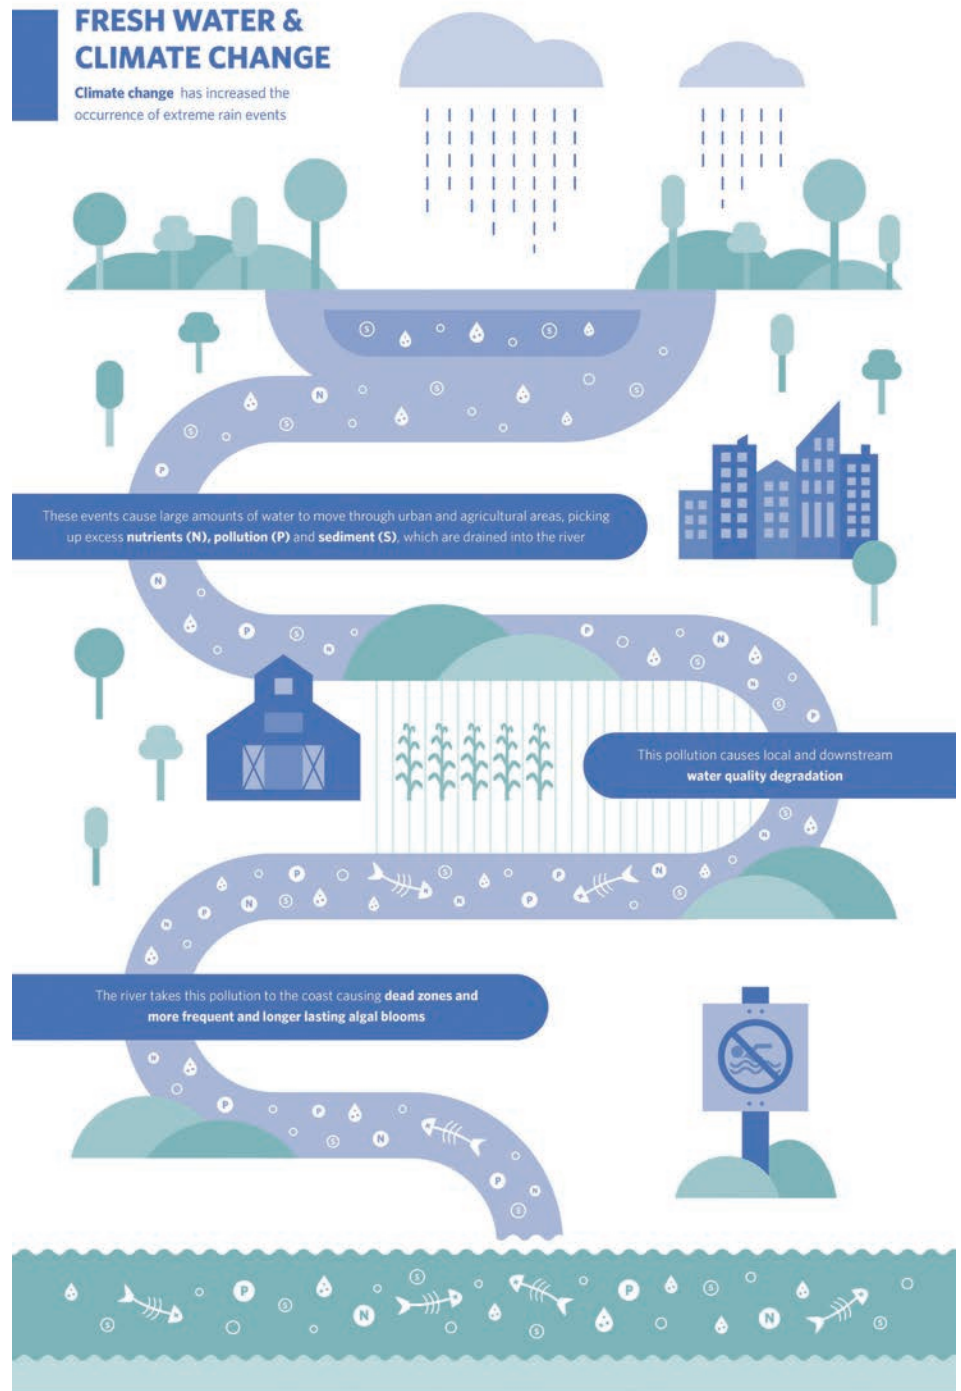 FRESH WATER &
CLIMATE CHANGE
Climate change has increased the
occurrence of extreme rain events
S
S
N
S
S
S
S
P
These events cause large amounts of water to move through urban and agricultural areas, picking
up excess nutrients (N), pollution (P) and sediment (S), which are drained into the river
N
P
S
N
P
N
S
N
S
P
This pollution causes local and downstream
water quality degradation
S
N
P
S
N
P
N
S
N
P
S
P
N
The river takes this pollution to the coast causing dead zones and
more frequent and longer lasting algal blooms
N
P
P
S
N
P
N
S
S
P
P
S
S
N
N
S
S
S